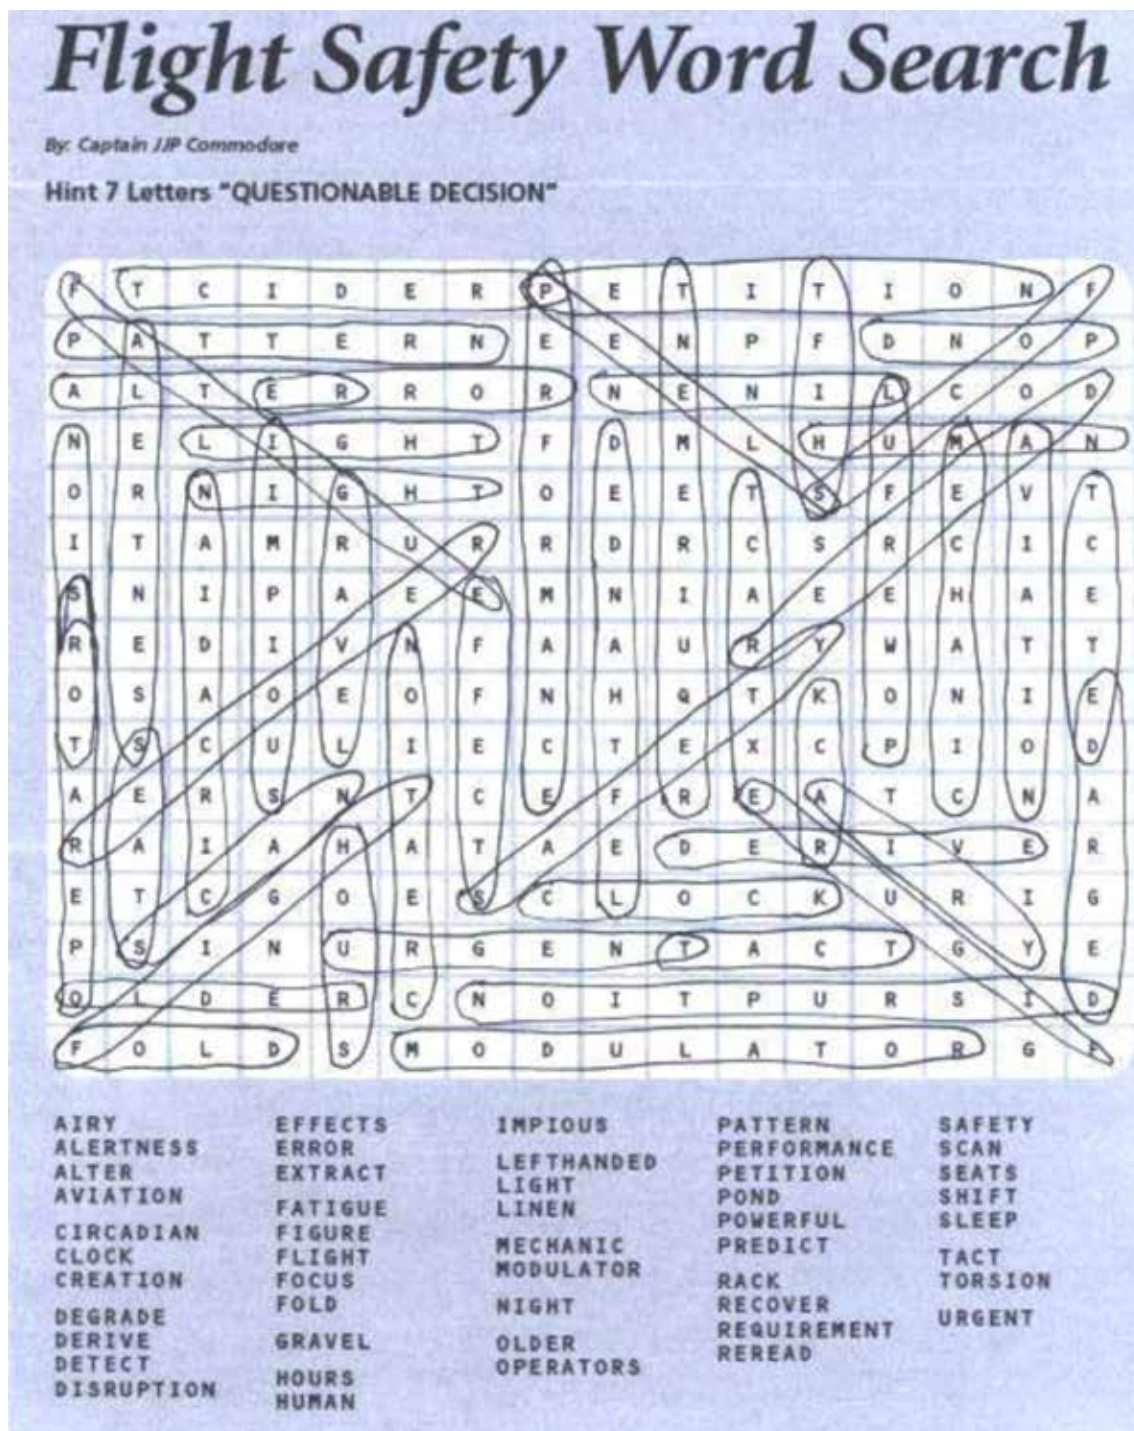 Flight Safety Word Search
By: Captain JJP Commodore
Hint 7 Letters "QUESTIONABLE DECISION"
F T C I D E R P E T I T I O N F
P A T T E R N E E N P F D N O P
A L T E R R O R N E N I L C O D
N E L I G H T F D M L H U M A N
O R N I G H T O E E T S F E V T
I T A M R U R R D R C S R C I C
S N I P A E E M N I A E E H A E
R E D I V N F A A U R Y W A T T
O S A O E O F N H Q T K O N I E
T S C U L I E C T E X C P I O D
A E R S N T C E F R E A T C N A
R A I A H A T A E D E R I V E R
E T C G O E S C L O C K U R I G
P S I N U R G E N T A C T G Y E
O L D E R C N O I T P U R S I D
F O L D S M O D U L A T O R G E
AIRY
ALERTNESS
ALTER
AVIATION
CIRCADIAN
CLOCK
CREATION
DEGRADE
DERIVE
DETECT
DISRUPTION
EFFECTS
ERROR
EXTRACT
FATIGUE
FIGURE
FLIGHT
FOCUS
FOLD
GRAVEL
HOURS
HUMAN
IMPIOUS
LEFTHANDED
LIGHT
LINEN
MECHANIC
MODULATOR
NIGHT
OLDER
OPERATORS
PATTERN
PERFORMANCE
PETITION
POND
POWERFUL
PREDICT
RACK
RECOVER
REQUIREMENT
REREAD
SAFETY
SCAN
SEATS
SHIFT
SLEEP
TACT
TORSION
URGENT